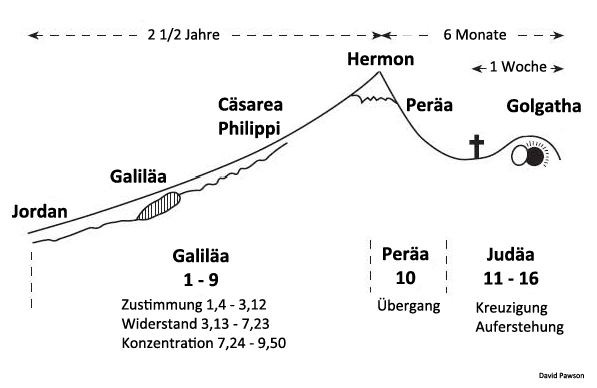 2 1/2 Jahre
6 Monate
Hermon
1 Woche
Cäsarea
Philippi
Peräa
Golgatha
Galiläa
Jordan
Galiläa
1 - 9
Zustimmung 1,4 - 3,12
Widerstand 3,13 - 7,23
Konzentration 7,24 - 9,50
Peräa
10
Übergang
Judäa
11 - 16
Kreuzigung
Auferstehung
David Pawson